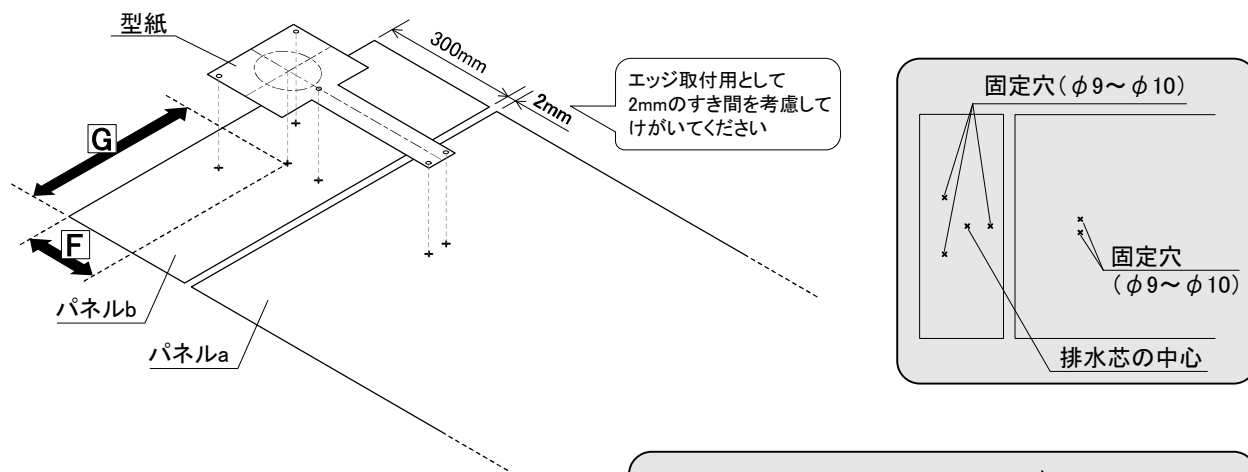 型紙
300mm
2mm
エッジ取付用として
2mmのすき間を考慮して
けがいてください
G
F
パネルb
パネルa
固定穴(φ9~φ10)
固定穴
(φ9~φ10)
排水芯の中心